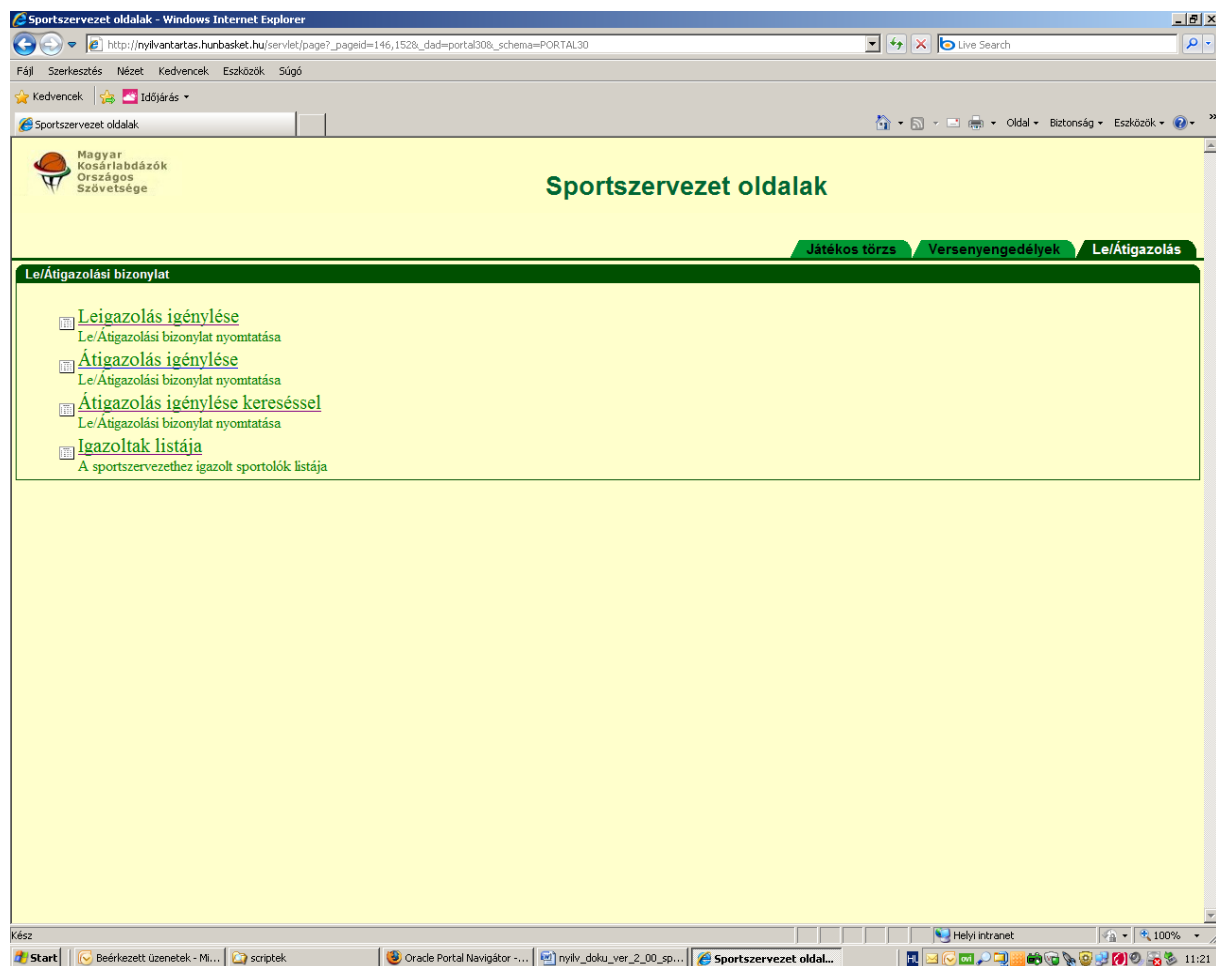 Sportszervezet oldalak - Windows Internet Explorer
http://nyilvantartas.hunbasket.hu/servlet/page?_pageid=146,152&_dad=portal30&_schema=PORTAL30
Live Search
Fájl Szerkesztés Nézet Kedvencek Eszközök Súgó
Kedvencek Időjárás
Sportszervezet oldalak
Oldal Biztonság Eszközök »
Magyar
Kosárlabdázók
Országos
Szövetsége
Sportszervezet oldalak
Játékos törzs Versenyengedélyek Le/Átigazolás
Le/Átigazolási bizonylat
Leigazolás igénylése
Le/Átigazolási bizonylat nyomtatása
Átigazolás igénylése
Le/Átigazolási bizonylat nyomtatása
Átigazolás igénylése kereséssel
Le/Átigazolási bizonylat nyomtatása
Igazoltak listája
A sportszervezethez igazolt sportolók listája
Kész
Helyi intranet
100%
Start Beérkezett üzenetek - Mi... scriptek Oracle Portal Navigátor -... nyilv_doku_ver_2_00_sp... Sportszervezet oldal... HL ovi 11:21